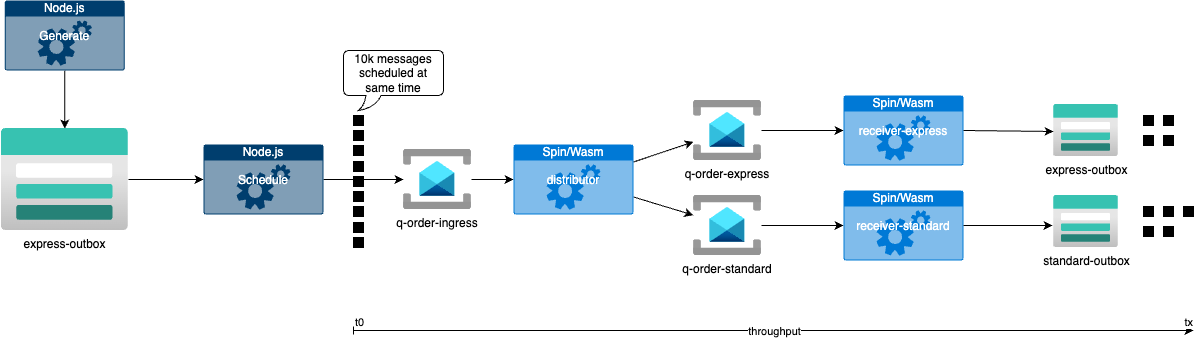 Node.js
Generate
express-outbox
Node.js
Schedule
10k messages
scheduled at
same time
q-order-ingress
Spin/Wasm
distributor
q-order-express
Spin/Wasm
receiver-express
express-outbox
q-order-standard
Spin/Wasm
receiver-standard
standard-outbox
t0
throughput
tx